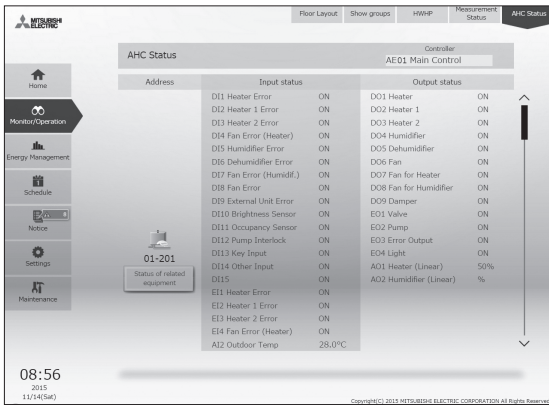 MITSUBISHI
ELECTRIC
Floor Layout
Show groups
HWHP
Measurement
Status
AHC Status
AHC Status
Controller
AE01 Main Control
Home
Monitor/Operation
Energy Management
Schedule
Notice
Settings
Maintenance
Address
Input status
Output status
01-201
Status of related
equipment
DI1 Heater Error ON
DI2 Heater 1 Error ON
DI3 Heater 2 Error ON
DI4 Fan Error (Heater) ON
DI5 Humidifier Error ON
DI6 Dehumidifier Error ON
DI7 Fan Error (Humidif.) ON
DI8 Fan Error ON
DI9 External Unit Error ON
DI10 Brightness Sensor ON
DI11 Occupancy Sensor ON
DI12 Pump Interlock ON
DI13 Key Input ON
DI14 Other Input ON
DI15 ON
EI1 Heater Error ON
EI2 Heater 1 Error ON
EI3 Heater 2 Error ON
EI4 Fan Error (Heater) ON
AI2 Outdoor Temp 28.0°C
DO1 Heater ON
DO2 Heater 1 ON
DO3 Heater 2 ON
DO4 Humidifier ON
DO5 Dehumidifier ON
DO6 Fan ON
DO7 Fan for Heater ON
DO8 Fan for Humidifier ON
DO9 Damper ON
EO1 Valve ON
EO2 Pump ON
EO3 Error Output ON
EO4 Light ON
AO1 Heater (Linear) 50%
AO2 Humidifier (Linear) %
08:56
2015
11/14(Sat)
Copyright(C) 2015 MITSUBISHI ELECTRIC CORPORATION All Rights Reserved